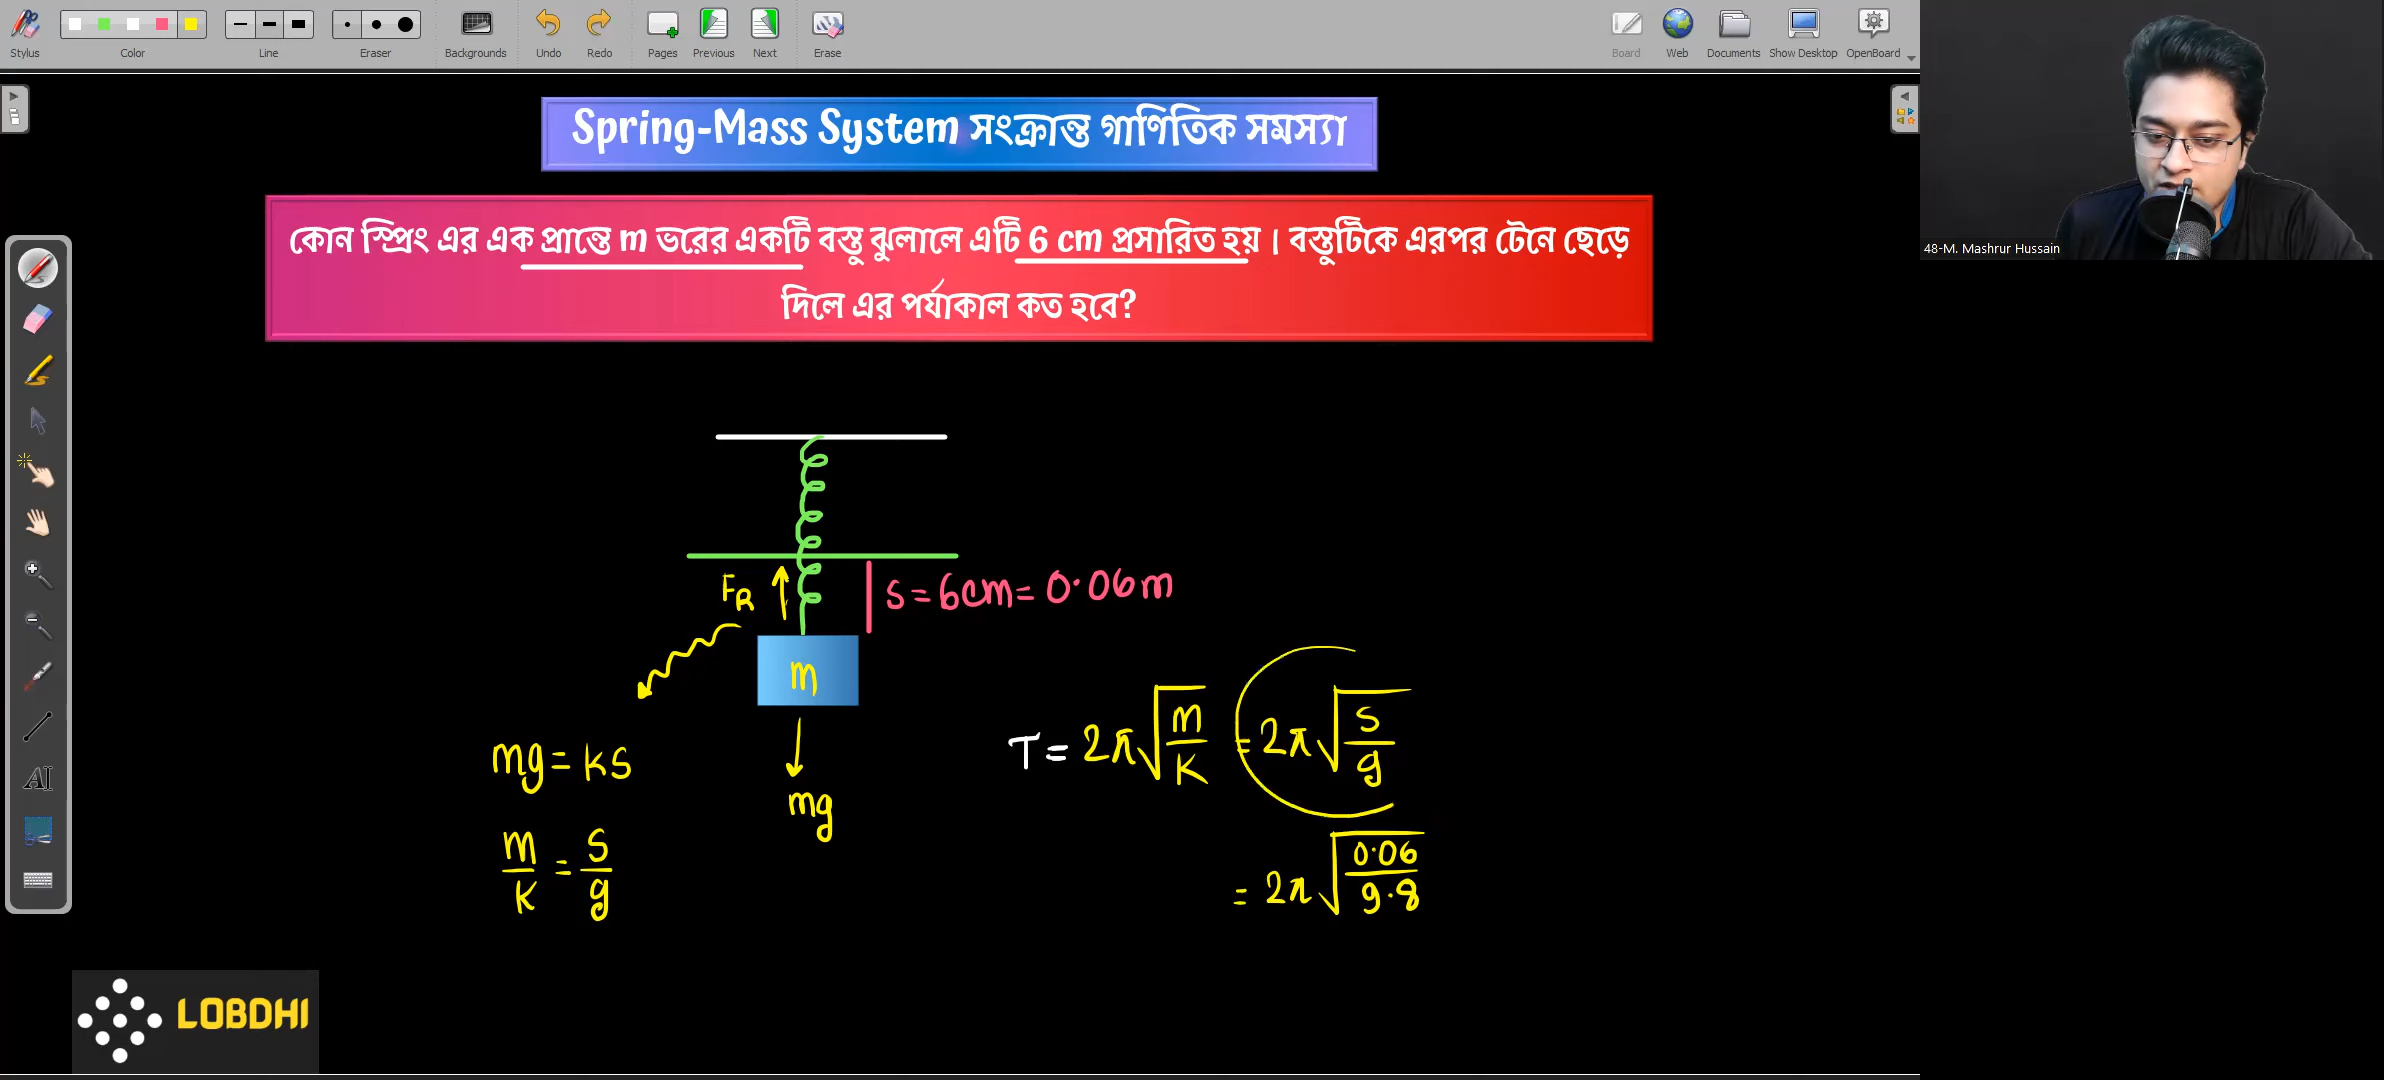 Stylus
Color
Line
Eraser
Backgrounds
Undo
Redo
Pages
Previous
Next
Erase
Board
Web
Documents
Show Desktop
OpenBoard
48-M. Mashrur Hussain
Spring-Mass System সংক্রান্ত গাণিতিক সমস্যা
কোন স্প্রিং এর এক প্রান্তে m ভরের একটি বস্তু ঝুলালে এটি 6 cm প্রসারিত হয়। বস্তুটিকে এরপর টেনে ছেড়ে
দিলে এর পর্যাকাল কত হবে?
F_R
s = 6cm = 0.06m
m
mg
mg = ks
m/k = s/g
T = 2π√(m/k) = 2π√(s/g)
= 2π√(0.06/9.8)
AI
LOBDHI